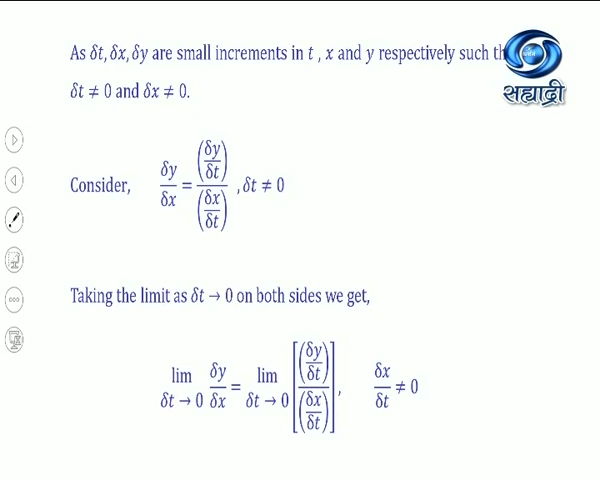 As δt, δx, δy are small increments in t , x and y respectively such th
δt ≠ 0 and δx ≠ 0.
सह्याद्री
Consider, δy/δx = (δy/δt)/(δx/δt) , δt ≠ 0
Taking the limit as δt → 0 on both sides we get,
lim δt → 0 δy/δx = lim δt → 0 [(δy/δt)/(δx/δt)], δx/δt ≠ 0